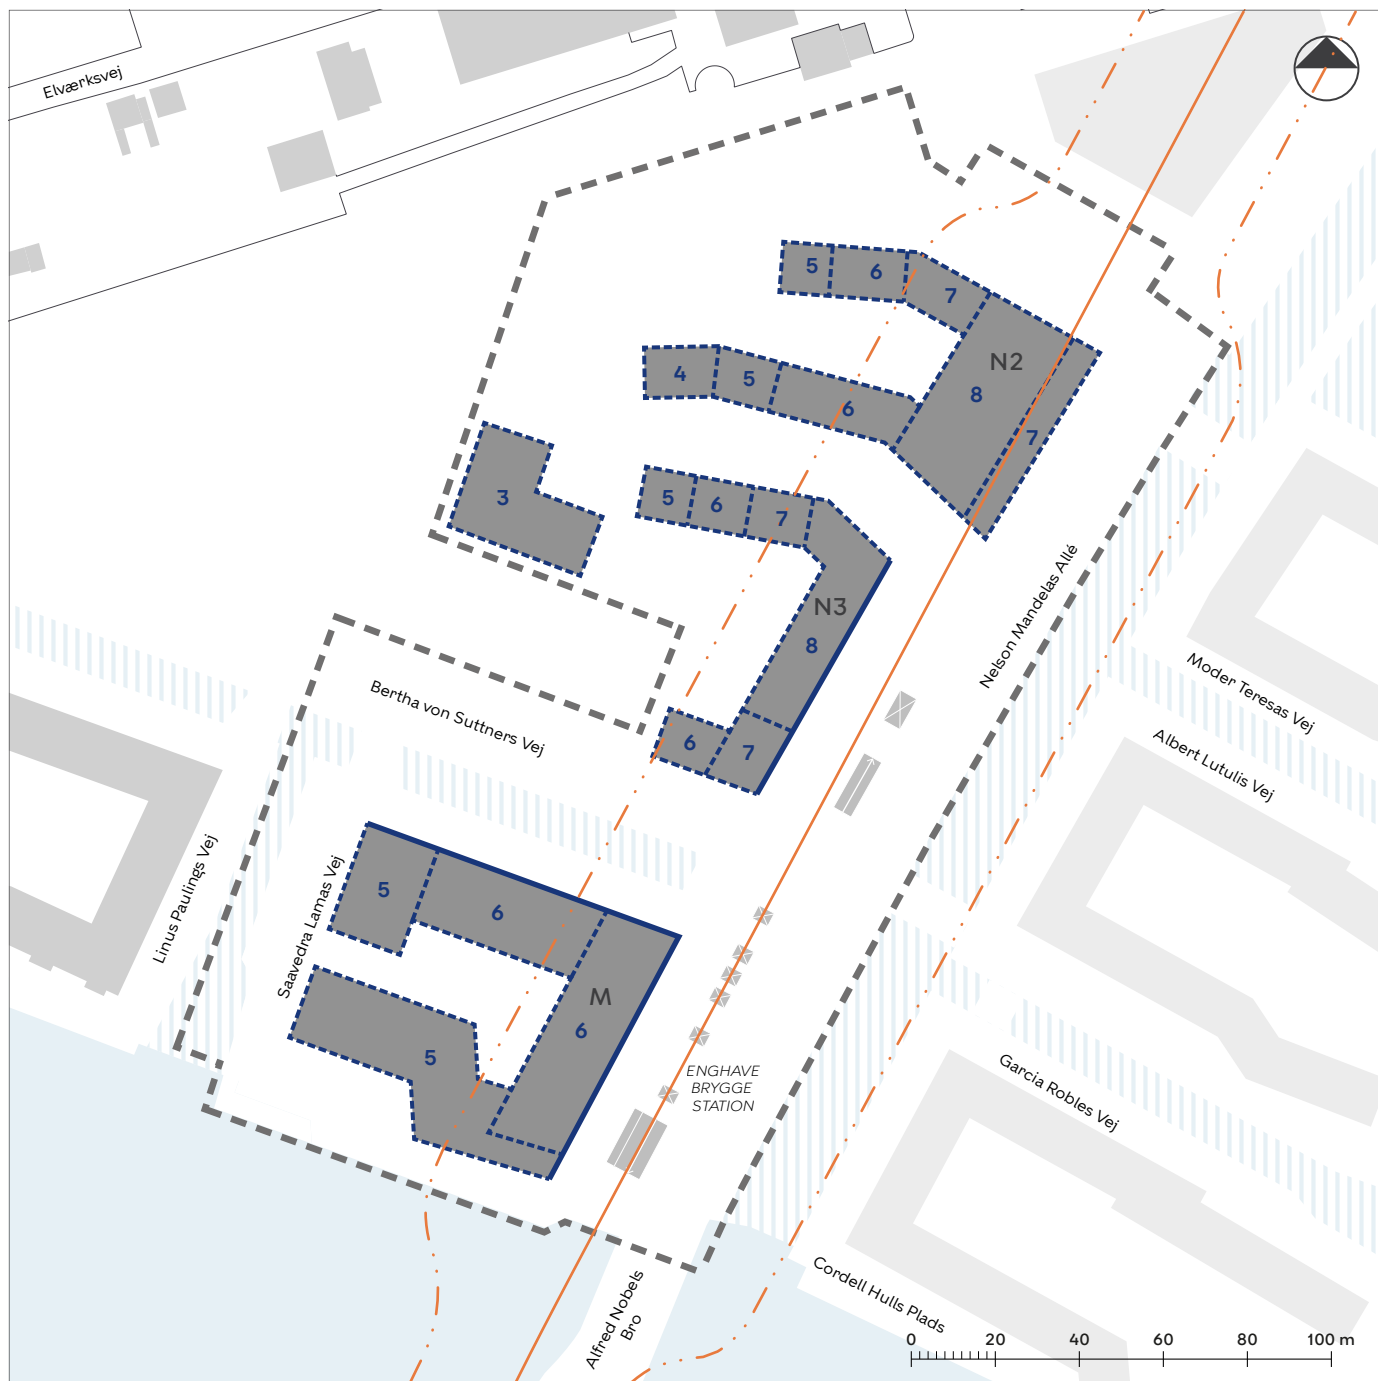 Elværksvej
5
6
7
N2
4
5
8
6
7
3
5
6
7
N3
8
Nelson Mandelas Allé
Moder Teresas Vej
Bertha von Suttners Vej
6
7
Albert Lutulis Vej
Linus Paulings Vej
Saavedra Lamas Vej
5
6
M
6
5
ENGHAVE
BRYGGE
STATION
Garcia Robles Vej
Cordell Hulls Plads
Alfred Nobels
Bro
0 20 40 60 80 100 m